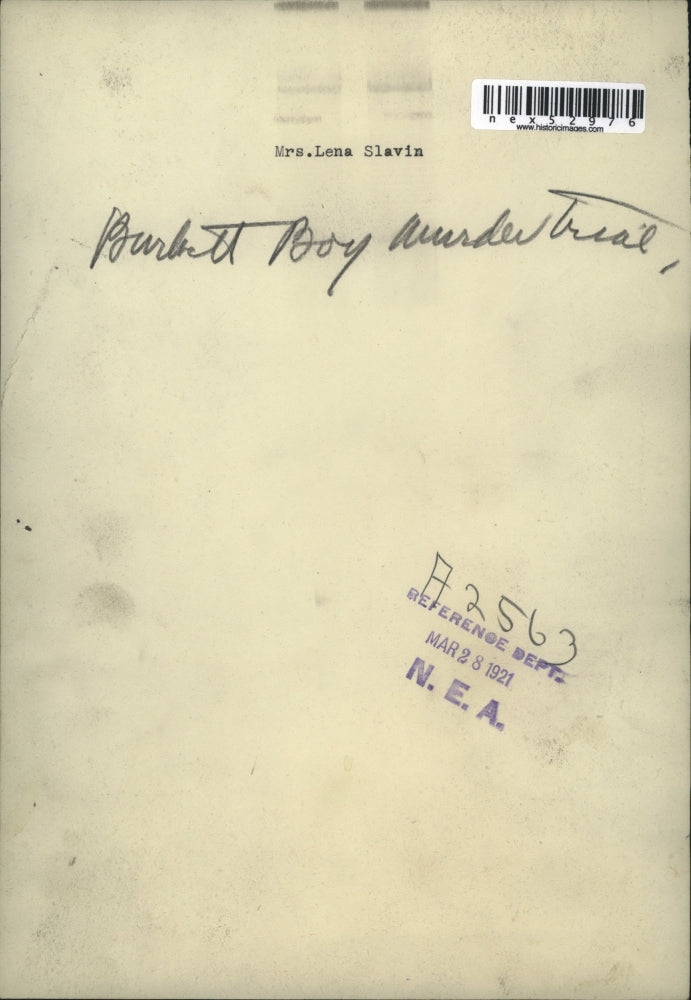 nex52976
www.historicimages.com
Mrs.Lena Slavin
Burkett Boy murder trial,
A2563
REFERENCE DEPT.
MAR 28 1921
N. E. A.